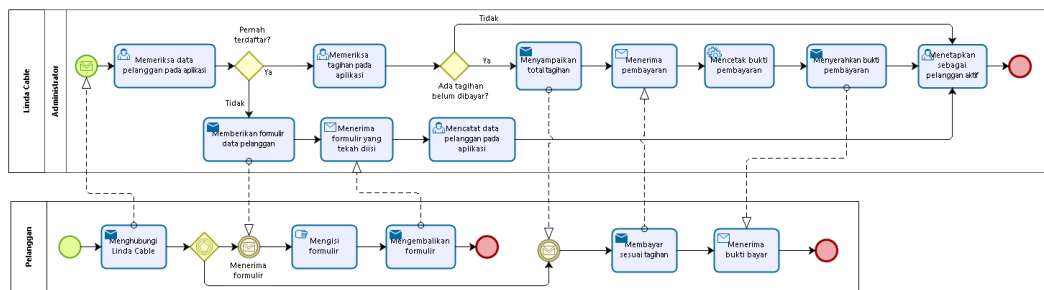 Linda Cable
Administrator
Memeriksa data
pelanggan pada
aplikasi
Pernah
terdaftar?
Ya
Tidak
Memeriksa
tagihan pada
aplikasi
Tidak
Ya
Ada tagihan
belum dibayar?
Menyampaikan
total tagihan
Menerima
pembayaran
Mencetak bukti
pembayaran
Menyerahkan bukti
pembayaran
Menetapkan
sebagai
pelanggan aktif
Memberikan formulir
data pelanggan
Menerima
formulir yang
tekah diisi
Mencatat data
pelanggan pada
aplikasi
Pelanggan
Menghubungi
Linda Cable
Menerima
formulir
Mengisi
formulir
Mengembalikan
formulir
Membayar
sesuai tagihan
Menerima
bukti bayar